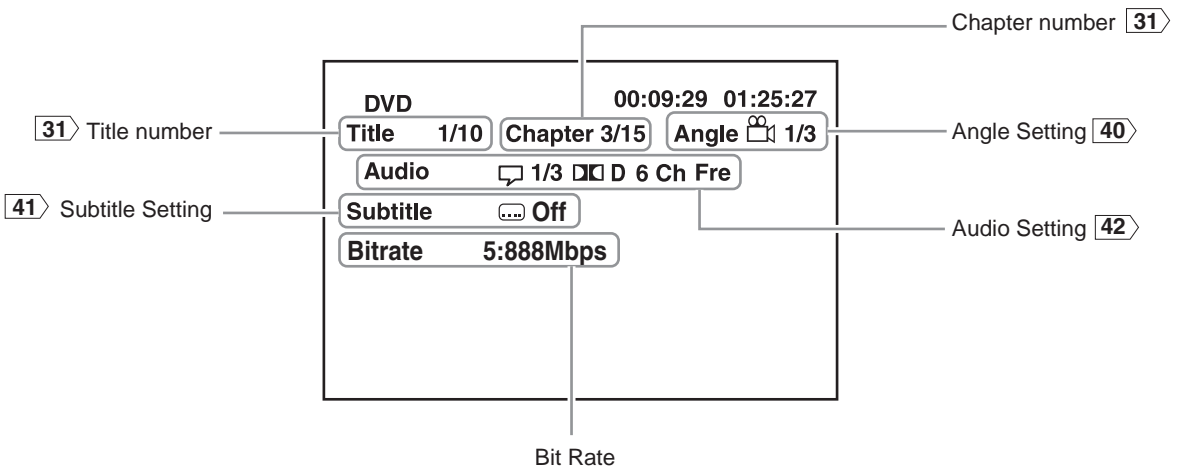 Chapter number 31
DVD 00:09:29 01:25:27
31 Title number
Title 1/10 Chapter 3/15 Angle 1/3
Angle Setting 40
Audio 1/3 D 6 Ch Fre
41 Subtitle Setting
Subtitle .... Off
Audio Setting 42
Bitrate 5:888Mbps
Bit Rate